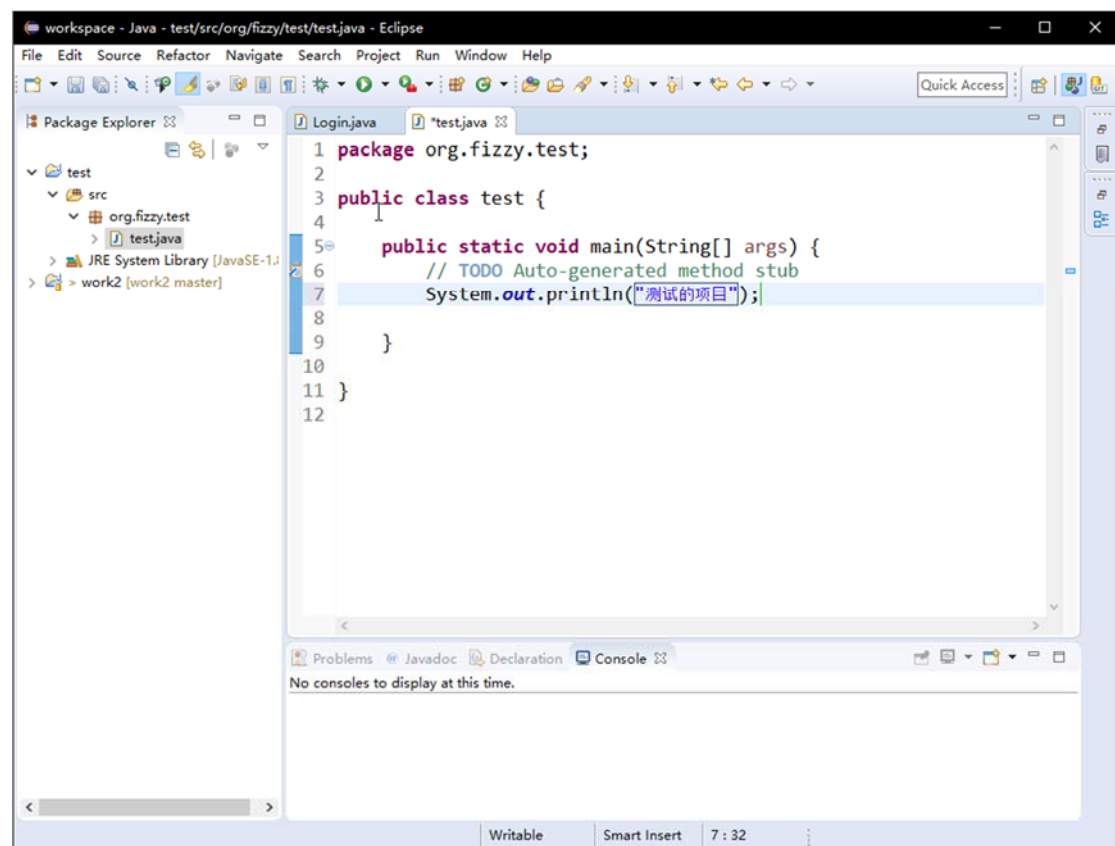 workspace - Java - test/src/org/fizzy/test/test.java - Eclipse
File Edit Source Refactor Navigate Search Project Run Window Help
Quick Access
Package Explorer
Login.java *test.java
test
src
org.fizzy.test
test.java
JRE System Library [JavaSE-1.
> work2 [work2 master]
1 package org.fizzy.test;
2
3 public class test {
4
5 public static void main(String[] args) {
6 // TODO Auto-generated method stub
7 System.out.println("测试的项目");
8
9 }
10
11 }
12
Problems @ Javadoc Declaration Console
No consoles to display at this time.
Writable Smart Insert 7 : 32